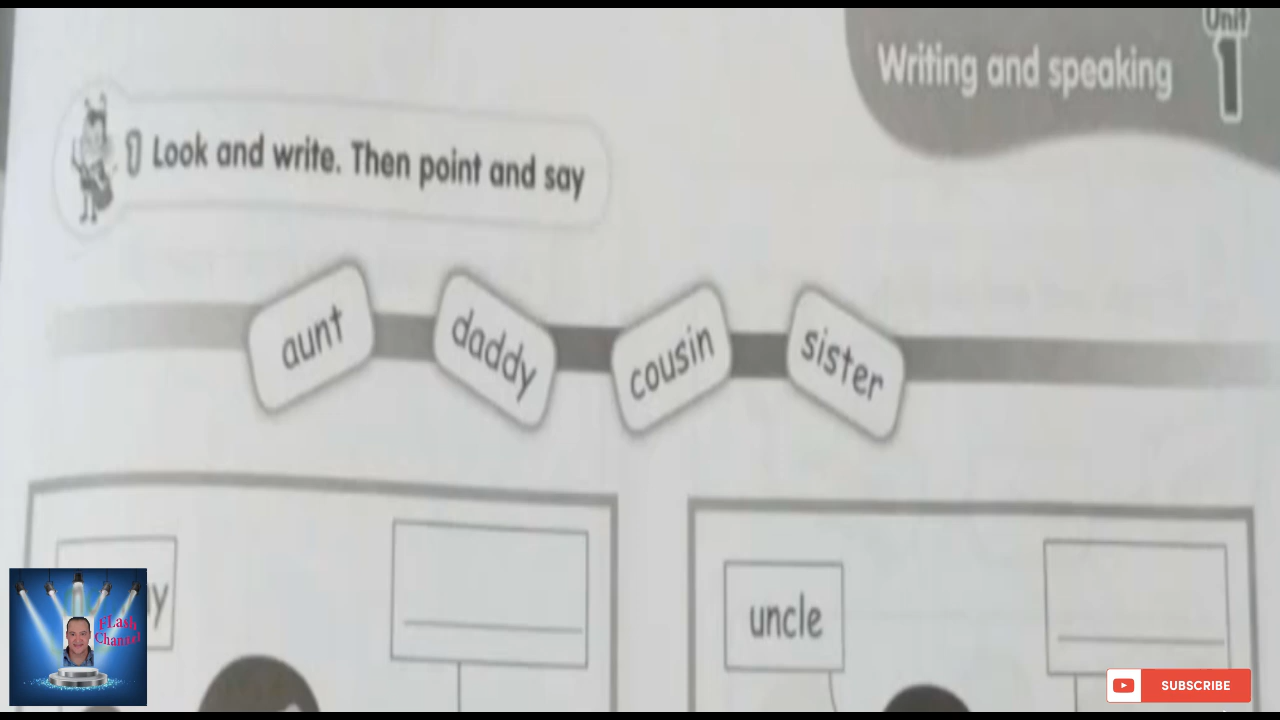 Unit
Writing and speaking 1
1 Look and write. Then point and say
aunt
daddy
cousin
sister
uncle
FLash
Channel
SUBSCRIBE